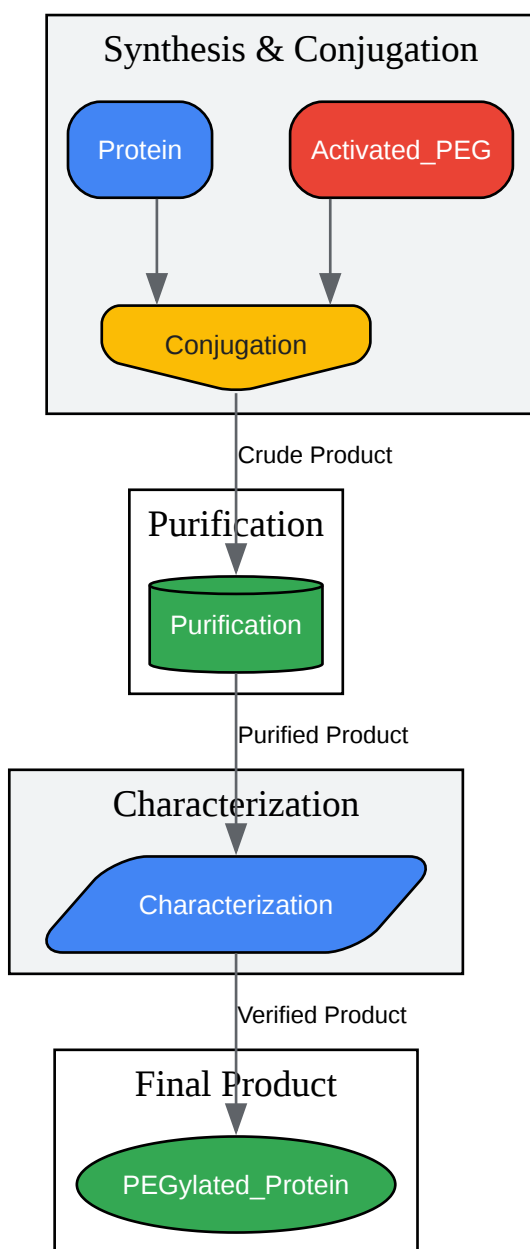 Synthesis & Conjugation
Protein
Activated_PEG
Conjugation
Crude Product
Purification
Purification
Purified Product
Characterization
Characterization
Verified Product
Final Product
PEGylated_Protein